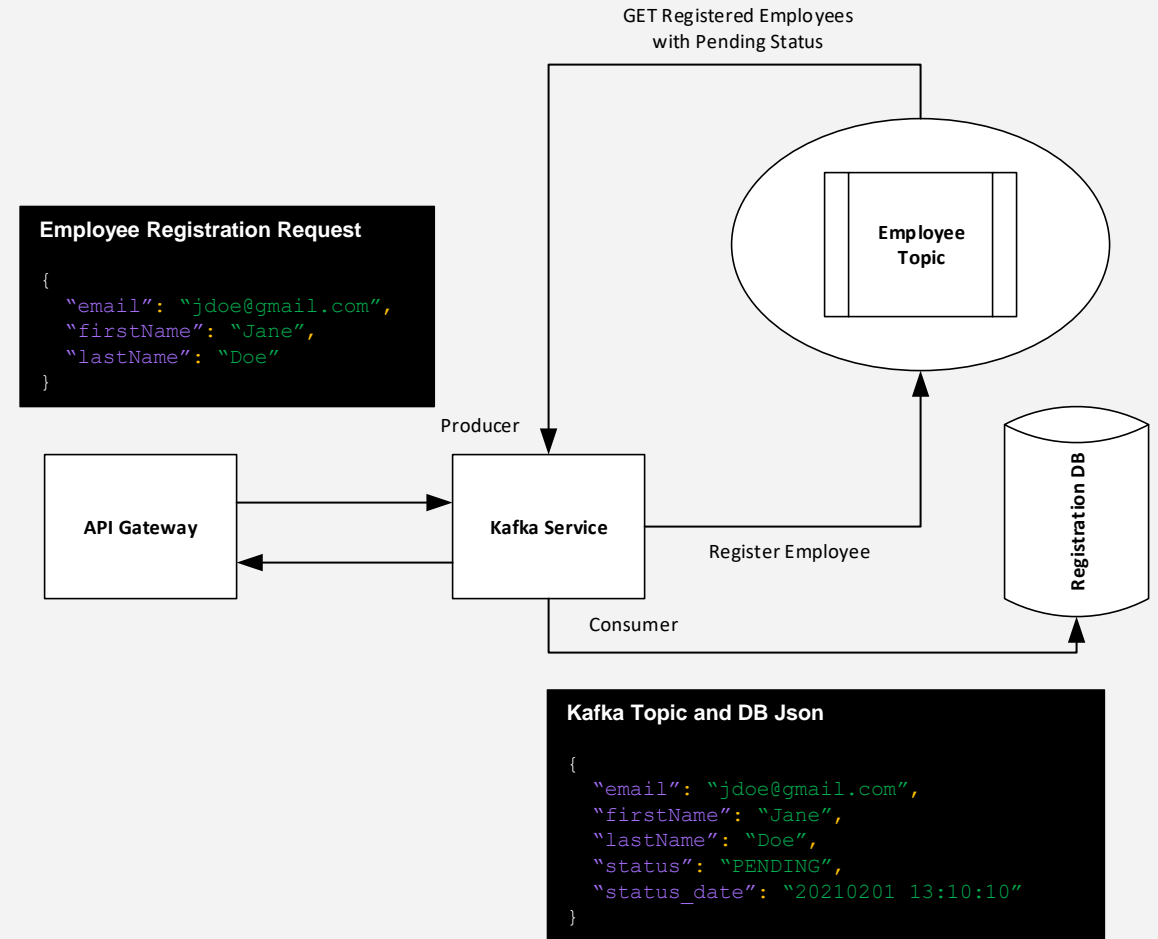 GET Registered Employees
with Pending Status
Employee
Topic
Employee Registration Request
{
“email”: “jdoe@gmail.com”,
“firstName”: “Jane”,
“lastName”: “Doe”
}
Producer
API Gateway
Kafka Service
Register Employee
Registration DB
Consumer
Kafka Topic and DB Json
{
“email”: “jdoe@gmail.com”,
“firstName”: “Jane”,
“lastName”: “Doe”,
“status”: “PENDING”,
“status_date”: “20210201 13:10:10”
}